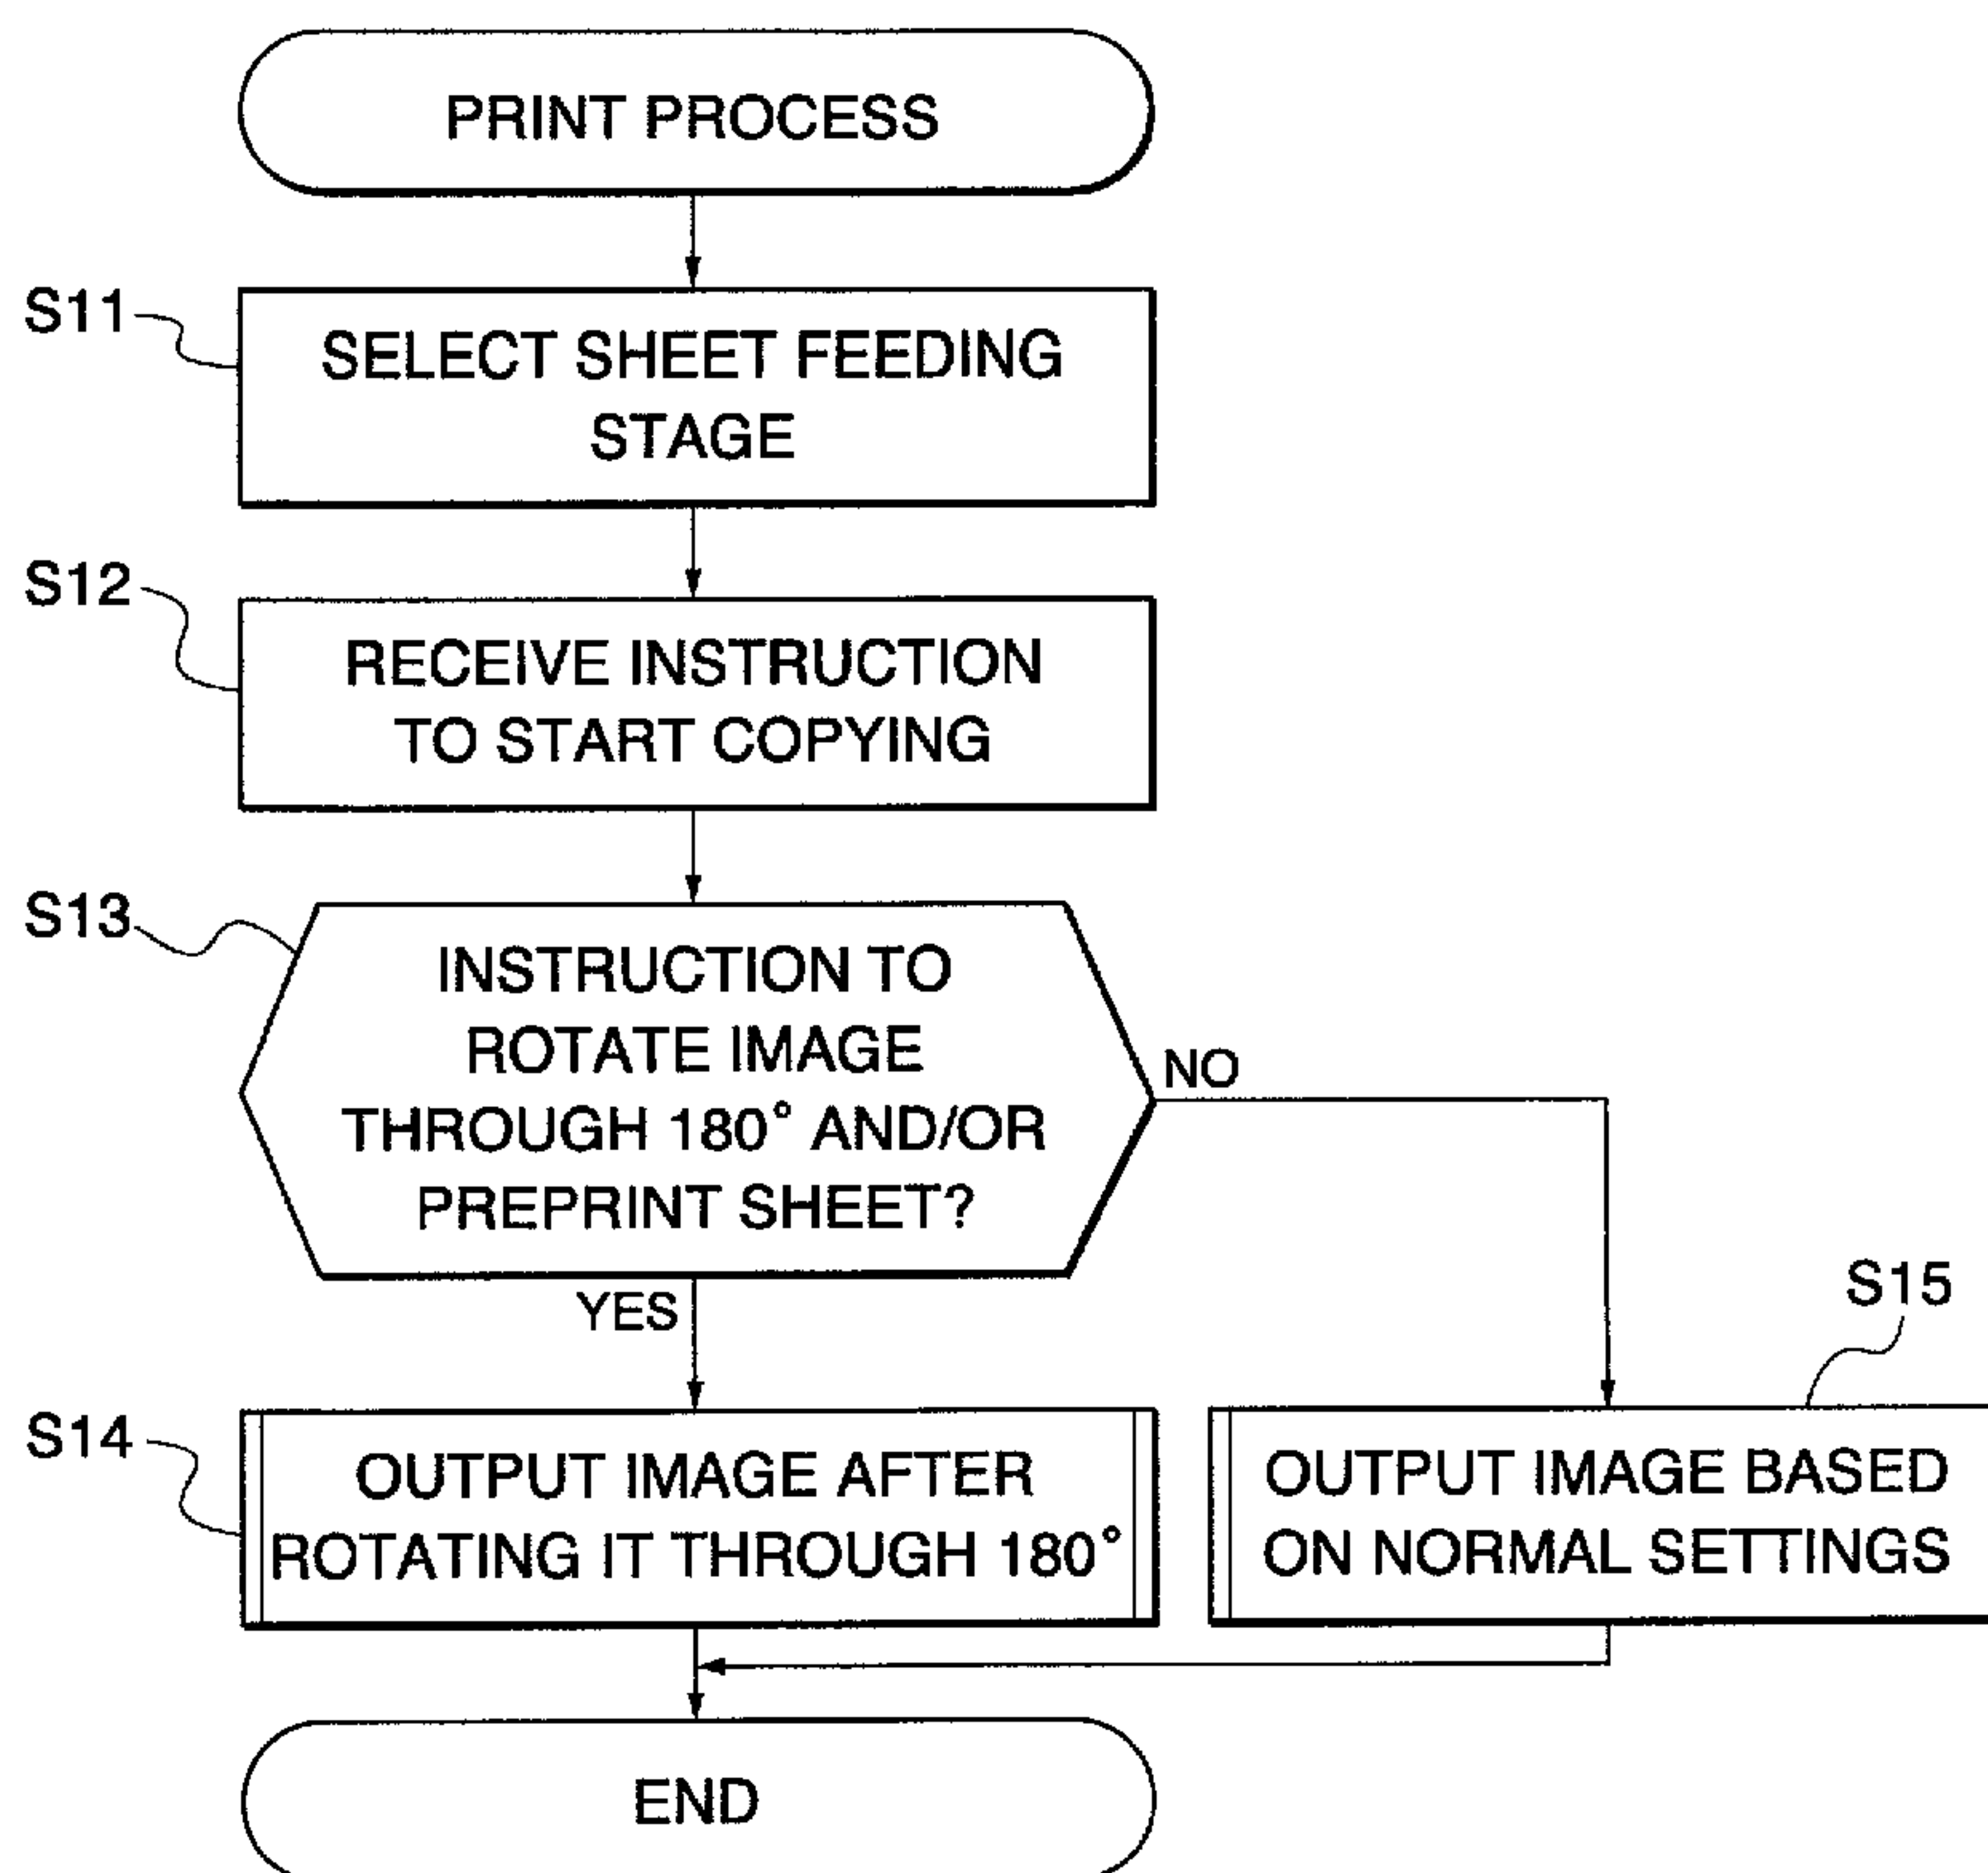 PRINT PROCESS
S11
SELECT SHEET FEEDING
STAGE
S12
RECEIVE INSTRUCTION
TO START COPYING
S13
INSTRUCTION TO
ROTATE IMAGE
THROUGH 180° AND/OR
PREPRINT SHEET?
NO
YES
S14
OUTPUT IMAGE AFTER
ROTATING IT THROUGH 180°
S15
OUTPUT IMAGE BASED
ON NORMAL SETTINGS
END